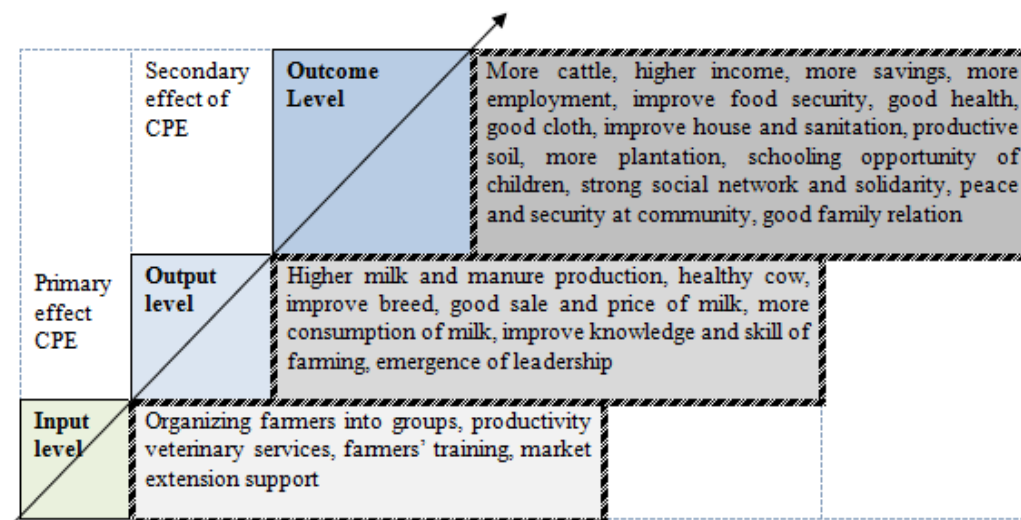 Secondary
effect of
CPE
Outcome
Level
More cattle, higher income, more savings, more
employment, improve food security, good health,
good cloth, improve house and sanitation, productive
soil, more plantation, schooling opportunity of
children, strong social network and solidarity, peace
and security at community, good family relation
Primary
effect
CPE
Output
level
Higher milk and manure production, healthy cow,
improve breed, good sale and price of milk, more
consumption of milk, improve knowledge and skill of
farming, emergence of leadership
Input
level
Organizing farmers into groups, productivity
veterinary services, farmers’ training, market
extension support